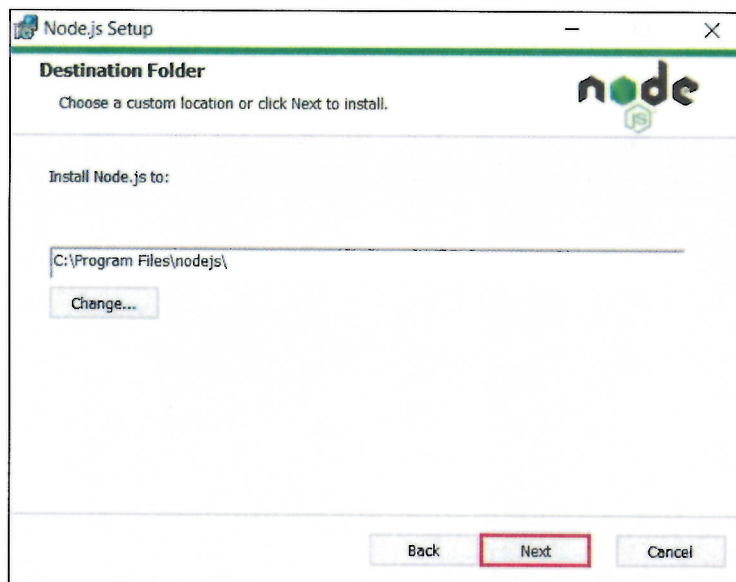 Node.js Setup
Destination Folder
Choose a custom location or click Next to install.
node
JS
Install Node.js to:
C:\Program Files\nodejs\
Change...
Back
Next
Cancel